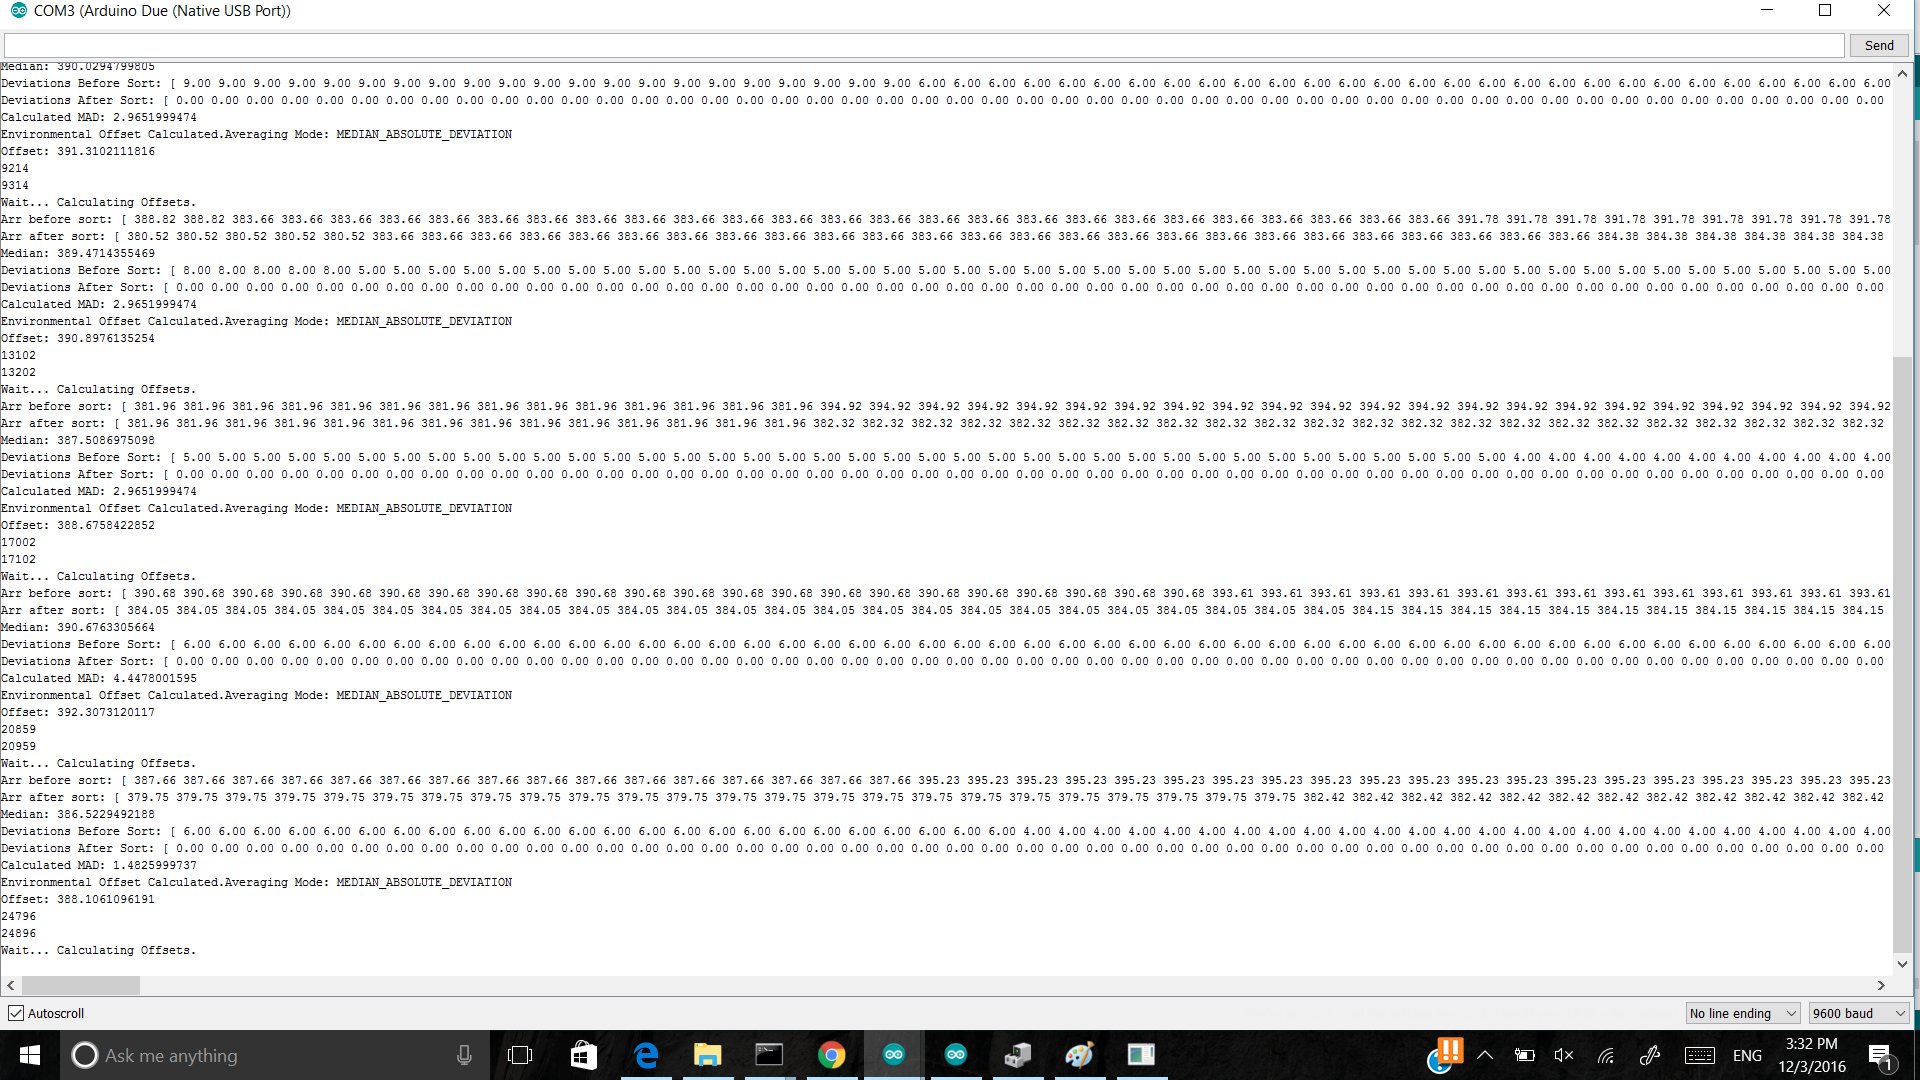 COM3 (Arduino Due (Native USB Port))
Send
Median: 390.0294799805
Deviations Before Sort: [ 9.00 9.00 9.00 9.00 9.00 9.00 9.00 9.00 9.00 9.00 9.00 9.00 9.00 9.00 9.00 9.00 9.00 9.00 9.00 9.00 9.00 6.00 6.00 6.00 6.00 6.00 6.00 6.00 6.00 6.00 6.00 6.00 6.00 6.00 6.00 6.00 6.00 6.00 6.00 6.00 6.00 6.00 6.00 6.00 6.00 6.00 6.00 6.00 6.00
Deviations After Sort: [ 0.00 0.00 0.00 0.00 0.00 0.00 0.00 0.00 0.00 0.00 0.00 0.00 0.00 0.00 0.00 0.00 0.00 0.00 0.00 0.00 0.00 0.00 0.00 0.00 0.00 0.00 0.00 0.00 0.00 0.00 0.00 0.00 0.00 0.00 0.00 0.00 0.00 0.00 0.00 0.00 0.00 0.00 0.00 0.00 0.00 0.00 0.00 0.00 0.00
Calculated MAD: 2.9651999474
Environmental Offset Calculated.Averaging Mode: MEDIAN_ABSOLUTE_DEVIATION
Offset: 391.3102111816
9214
9314
Wait... Calculating Offsets.
Arr before sort: [ 388.82 388.82 383.66 383.66 383.66 383.66 383.66 383.66 383.66 383.66 383.66 383.66 383.66 383.66 383.66 383.66 383.66 383.66 383.66 383.66 383.66 383.66 383.66 383.66 383.66 383.66 383.66 391.78 391.78 391.78 391.78 391.78 391.78 391.78 391.78 391.78
Arr after sort: [ 380.52 380.52 380.52 380.52 380.52 383.66 383.66 383.66 383.66 383.66 383.66 383.66 383.66 383.66 383.66 383.66 383.66 383.66 383.66 383.66 383.66 383.66 383.66 383.66 383.66 383.66 383.66 383.66 383.66 383.66 384.38 384.38 384.38 384.38 384.38 384.38
Median: 389.4714355469
Deviations Before Sort: [ 8.00 8.00 8.00 8.00 8.00 5.00 5.00 5.00 5.00 5.00 5.00 5.00 5.00 5.00 5.00 5.00 5.00 5.00 5.00 5.00 5.00 5.00 5.00 5.00 5.00 5.00 5.00 5.00 5.00 5.00 5.00 5.00 5.00 5.00 5.00 5.00 5.00 5.00 5.00 5.00 5.00 5.00 5.00 5.00 5.00 5.00 5.00 5.00 5.00
Deviations After Sort: [ 0.00 0.00 0.00 0.00 0.00 0.00 0.00 0.00 0.00 0.00 0.00 0.00 0.00 0.00 0.00 0.00 0.00 0.00 0.00 0.00 0.00 0.00 0.00 0.00 0.00 0.00 0.00 0.00 0.00 0.00 0.00 0.00 0.00 0.00 0.00 0.00 0.00 0.00 0.00 0.00 0.00 0.00 0.00 0.00 0.00 0.00 0.00 0.00 0.00
Calculated MAD: 2.9651999474
Environmental Offset Calculated.Averaging Mode: MEDIAN_ABSOLUTE_DEVIATION
Offset: 390.8976135254
13102
13202
Wait... Calculating Offsets.
Arr before sort: [ 381.96 381.96 381.96 381.96 381.96 381.96 381.96 381.96 381.96 381.96 381.96 381.96 381.96 381.96 394.92 394.92 394.92 394.92 394.92 394.92 394.92 394.92 394.92 394.92 394.92 394.92 394.92 394.92 394.92 394.92 394.92 394.92 394.92 394.92 394.92 394.92
Arr after sort: [ 381.96 381.96 381.96 381.96 381.96 381.96 381.96 381.96 381.96 381.96 381.96 381.96 381.96 381.96 382.32 382.32 382.32 382.32 382.32 382.32 382.32 382.32 382.32 382.32 382.32 382.32 382.32 382.32 382.32 382.32 382.32 382.32 382.32 382.32 382.32 382.32
Median: 387.5086975098
Deviations Before Sort: [ 5.00 5.00 5.00 5.00 5.00 5.00 5.00 5.00 5.00 5.00 5.00 5.00 5.00 5.00 5.00 5.00 5.00 5.00 5.00 5.00 5.00 5.00 5.00 5.00 5.00 5.00 5.00 5.00 5.00 5.00 5.00 5.00 5.00 5.00 5.00 5.00 5.00 5.00 4.00 4.00 4.00 4.00 4.00 4.00 4.00 4.00 4.00 4.00 4.00
Deviations After Sort: [ 0.00 0.00 0.00 0.00 0.00 0.00 0.00 0.00 0.00 0.00 0.00 0.00 0.00 0.00 0.00 0.00 0.00 0.00 0.00 0.00 0.00 0.00 0.00 0.00 0.00 0.00 0.00 0.00 0.00 0.00 0.00 0.00 0.00 0.00 0.00 0.00 0.00 0.00 0.00 0.00 0.00 0.00 0.00 0.00 0.00 0.00 0.00 0.00 0.00
Calculated MAD: 2.9651999474
Environmental Offset Calculated.Averaging Mode: MEDIAN_ABSOLUTE_DEVIATION
Offset: 388.6758422852
17002
17102
Wait... Calculating Offsets.
Arr before sort: [ 390.68 390.68 390.68 390.68 390.68 390.68 390.68 390.68 390.68 390.68 390.68 390.68 390.68 390.68 390.68 390.68 390.68 390.68 390.68 390.68 390.68 390.68 393.61 393.61 393.61 393.61 393.61 393.61 393.61 393.61 393.61 393.61 393.61 393.61 393.61 393.61
Arr after sort: [ 384.05 384.05 384.05 384.05 384.05 384.05 384.05 384.05 384.05 384.05 384.05 384.05 384.05 384.05 384.05 384.05 384.05 384.05 384.05 384.05 384.05 384.05 384.05 384.05 384.05 384.15 384.15 384.15 384.15 384.15 384.15 384.15 384.15 384.15 384.15 384.15
Median: 390.6763305664
Deviations Before Sort: [ 6.00 6.00 6.00 6.00 6.00 6.00 6.00 6.00 6.00 6.00 6.00 6.00 6.00 6.00 6.00 6.00 6.00 6.00 6.00 6.00 6.00 6.00 6.00 6.00 6.00 6.00 6.00 6.00 6.00 6.00 6.00 6.00 6.00 6.00 6.00 6.00 6.00 6.00 6.00 6.00 6.00 6.00 6.00 6.00 6.00 6.00 6.00 6.00 6.00
Deviations After Sort: [ 0.00 0.00 0.00 0.00 0.00 0.00 0.00 0.00 0.00 0.00 0.00 0.00 0.00 0.00 0.00 0.00 0.00 0.00 0.00 0.00 0.00 0.00 0.00 0.00 0.00 0.00 0.00 0.00 0.00 0.00 0.00 0.00 0.00 0.00 0.00 0.00 0.00 0.00 0.00 0.00 0.00 0.00 0.00 0.00 0.00 0.00 0.00 0.00 0.00
Calculated MAD: 4.4478001595
Environmental Offset Calculated.Averaging Mode: MEDIAN_ABSOLUTE_DEVIATION
Offset: 392.3073120117
20859
20959
Wait... Calculating Offsets.
Arr before sort: [ 387.66 387.66 387.66 387.66 387.66 387.66 387.66 387.66 387.66 387.66 387.66 387.66 387.66 387.66 387.66 387.66 395.23 395.23 395.23 395.23 395.23 395.23 395.23 395.23 395.23 395.23 395.23 395.23 395.23 395.23 395.23 395.23 395.23 395.23 395.23 395.23
Arr after sort: [ 379.75 379.75 379.75 379.75 379.75 379.75 379.75 379.75 379.75 379.75 379.75 379.75 379.75 379.75 379.75 379.75 379.75 379.75 379.75 379.75 379.75 379.75 379.75 379.75 382.42 382.42 382.42 382.42 382.42 382.42 382.42 382.42 382.42 382.42 382.42 382.42
Median: 386.5229492188
Deviations Before Sort: [ 6.00 6.00 6.00 6.00 6.00 6.00 6.00 6.00 6.00 6.00 6.00 6.00 6.00 6.00 6.00 6.00 6.00 6.00 6.00 6.00 6.00 6.00 6.00 6.00 4.00 4.00 4.00 4.00 4.00 4.00 4.00 4.00 4.00 4.00 4.00 4.00 4.00 4.00 4.00 4.00 4.00 4.00 4.00 4.00 4.00 4.00 4.00 4.00 4.00
Deviations After Sort: [ 0.00 0.00 0.00 0.00 0.00 0.00 0.00 0.00 0.00 0.00 0.00 0.00 0.00 0.00 0.00 0.00 0.00 0.00 0.00 0.00 0.00 0.00 0.00 0.00 0.00 0.00 0.00 0.00 0.00 0.00 0.00 0.00 0.00 0.00 0.00 0.00 0.00 0.00 0.00 0.00 0.00 0.00 0.00 0.00 0.00 0.00 0.00 0.00 0.00
Calculated MAD: 1.4825999737
Environmental Offset Calculated.Averaging Mode: MEDIAN_ABSOLUTE_DEVIATION
Offset: 388.1061096191
24796
24896
Wait... Calculating Offsets.
Autoscroll
No line ending
9600 baud
Ask me anything
ENG
3:32 PM
12/3/2016
1